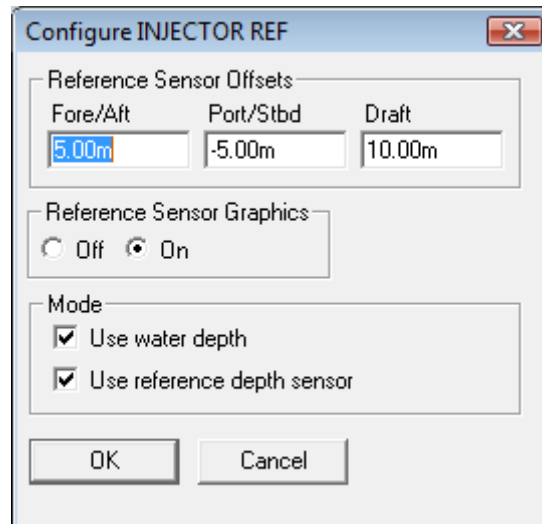 Configure INJECTOR REF
Reference Sensor Offsets
Fore/Aft Port/Stbd Draft
5.00m -5.00m 10.00m
Reference Sensor Graphics
Off On
Mode
Use water depth
Use reference depth sensor
OK Cancel